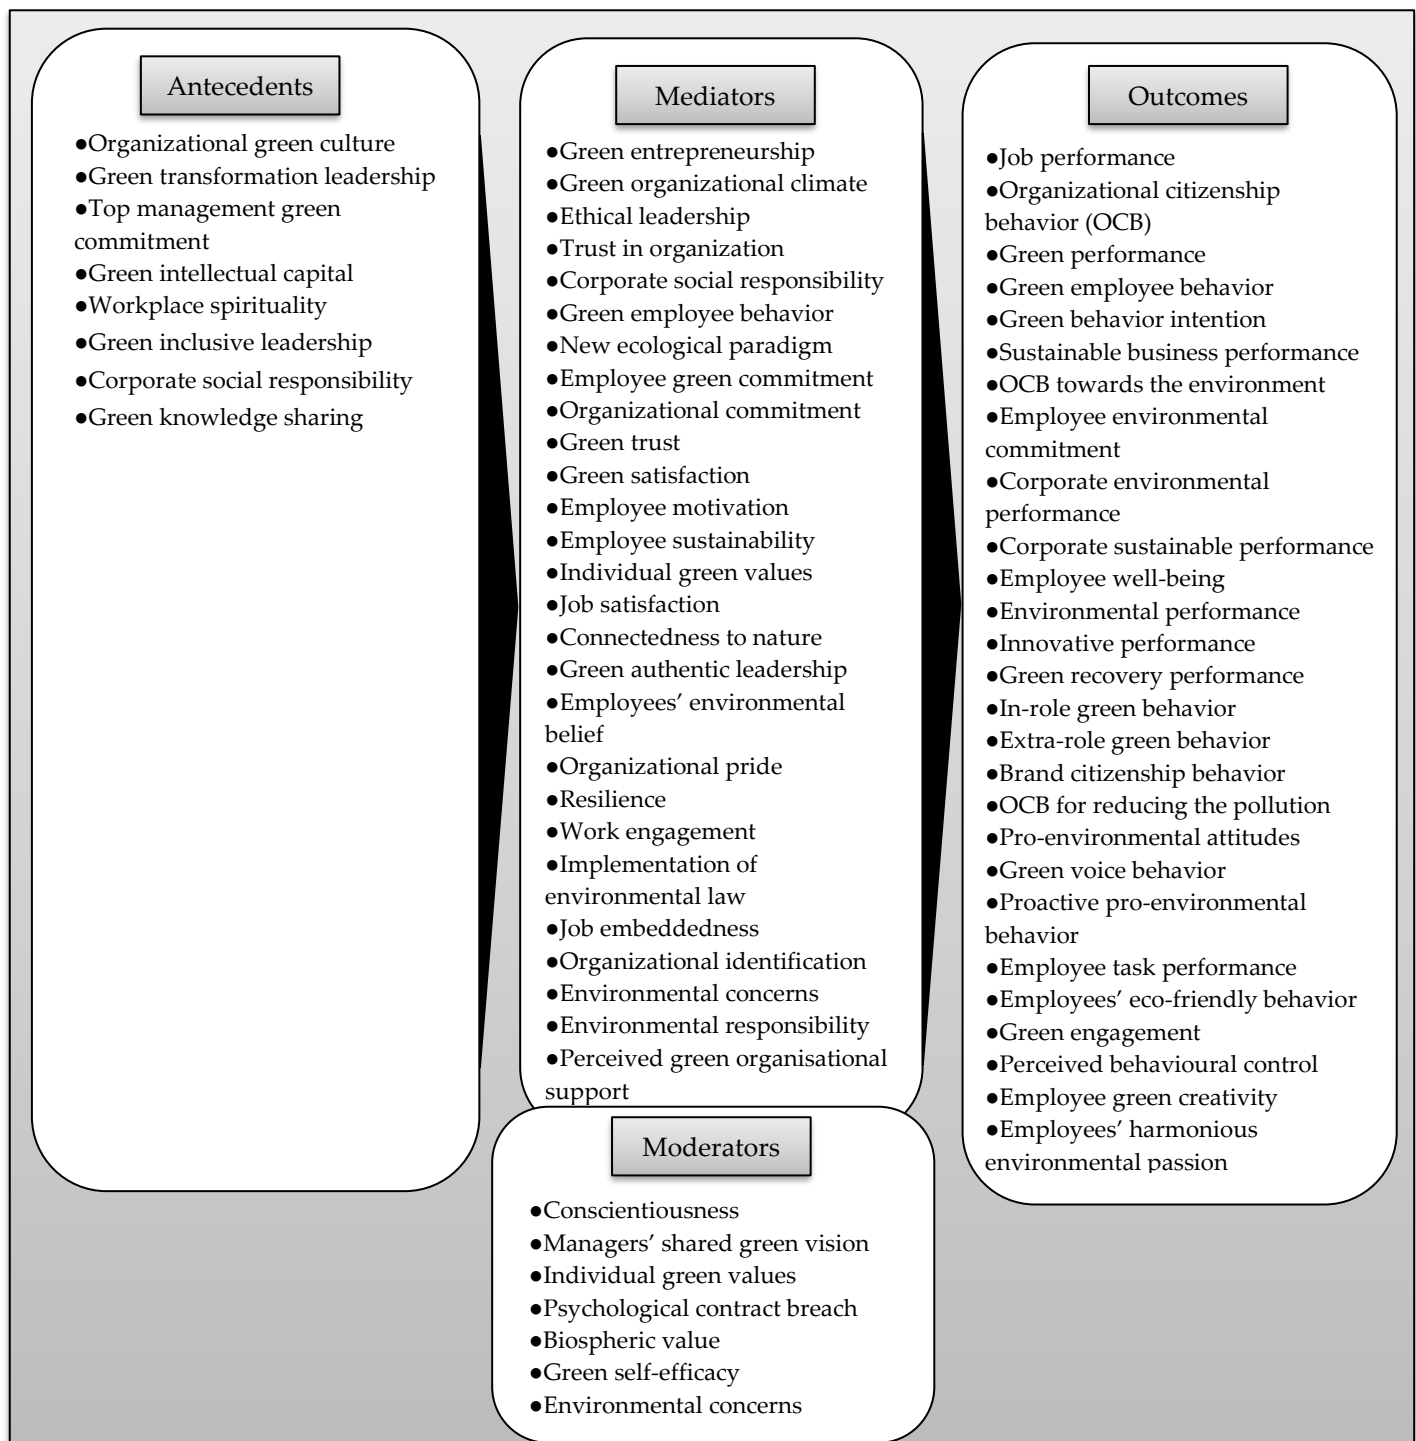 Antecedents
●Organizational green culture
●Green transformation leadership
●Top management green
commitment
●Green intellectual capital
●Workplace spirituality
●Green inclusive leadership
●Corporate social responsibility
●Green knowledge sharing
Mediators
●Green entrepreneurship
●Green organizational climate
●Ethical leadership
●Trust in organization
●Corporate social responsibility
●Green employee behavior
●New ecological paradigm
●Employee green commitment
●Organizational commitment
●Green trust
●Green satisfaction
●Employee motivation
●Employee sustainability
●Individual green values
●Job satisfaction
●Connectedness to nature
●Green authentic leadership
●Employees’ environmental
belief
●Organizational pride
●Resilience
●Work engagement
●Implementation of
environmental law
●Job embeddedness
●Organizational identification
●Environmental concerns
●Environmental responsibility
●Perceived green organisational
support
Moderators
●Conscientiousness
●Managers’ shared green vision
●Individual green values
●Psychological contract breach
●Biospheric value
●Green self-efficacy
●Environmental concerns
Outcomes
●Job performance
●Organizational citizenship
behavior (OCB)
●Green performance
●Green employee behavior
●Green behavior intention
●Sustainable business performance
●OCB towards the environment
●Employee environmental
commitment
●Corporate environmental
performance
●Corporate sustainable performance
●Employee well-being
●Environmental performance
●Innovative performance
●Green recovery performance
●In-role green behavior
●Extra-role green behavior
●Brand citizenship behavior
●OCB for reducing the pollution
●Pro-environmental attitudes
●Green voice behavior
●Proactive pro-environmental
behavior
●Employee task performance
●Employees’ eco-friendly behavior
●Green engagement
●Perceived behavioural control
●Employee green creativity
●Employees’ harmonious
environmental passion